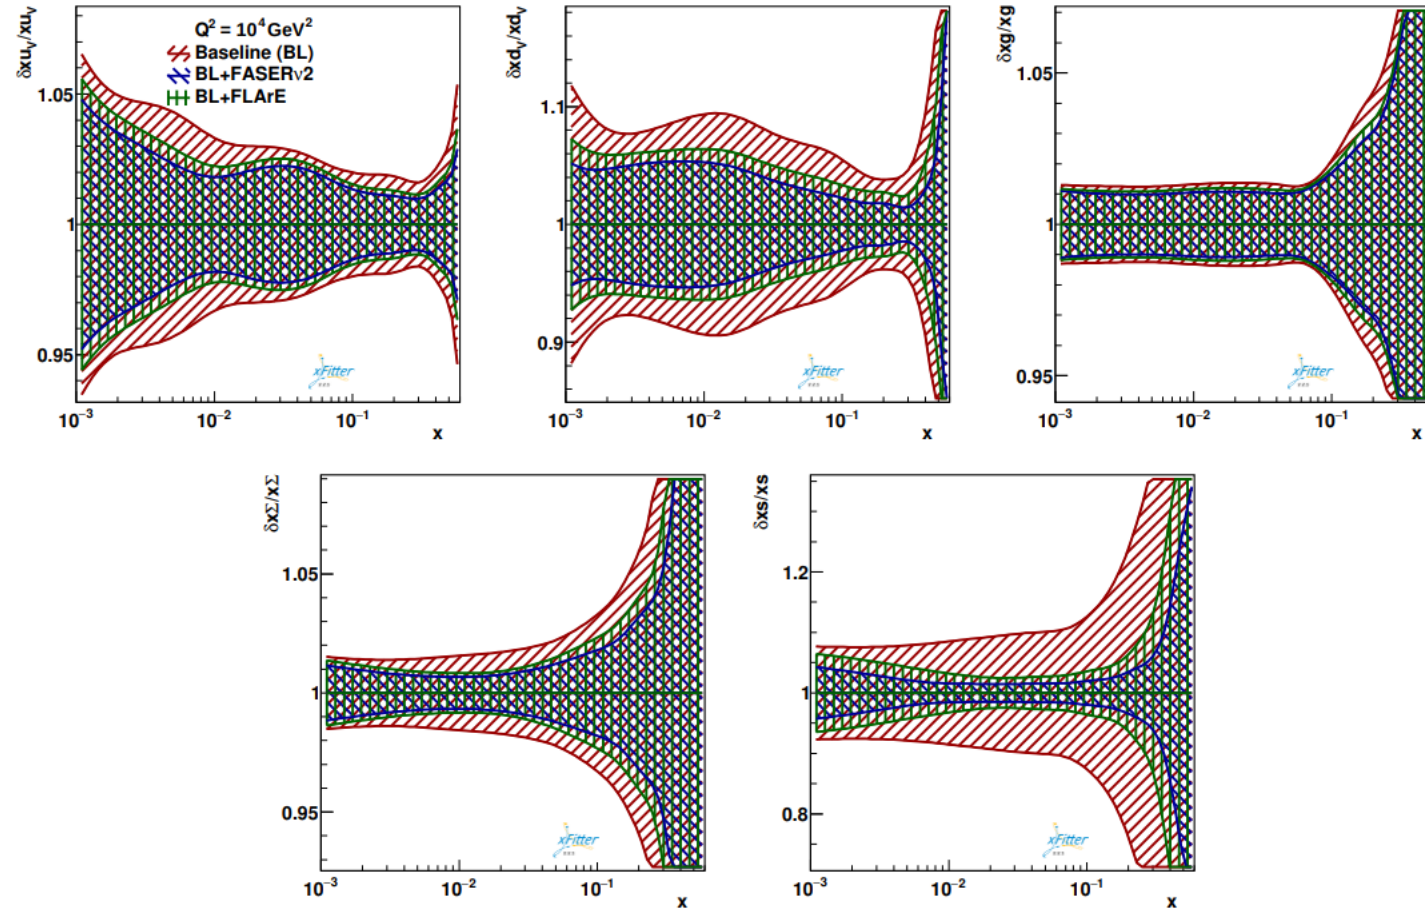 δxu_V/xu_V
Q² = 10⁴ GeV²
Baseline (BL)
BL+FASERν2
BL+FLArE
1.05
1
0.95
10⁻³
10⁻²
10⁻¹
x
xFitter
δxd_V/xd_V
1.1
1
0.9
10⁻³
10⁻²
10⁻¹
x
xFitter
δxg/xg
1.05
1
0.95
10⁻³
10⁻²
10⁻¹
x
xFitter
δxΣ/xΣ
1.05
1
0.95
10⁻³
10⁻²
10⁻¹
x
xFitter
δxs/xs
1.2
1
0.8
10⁻³
10⁻²
10⁻¹
x
xFitter